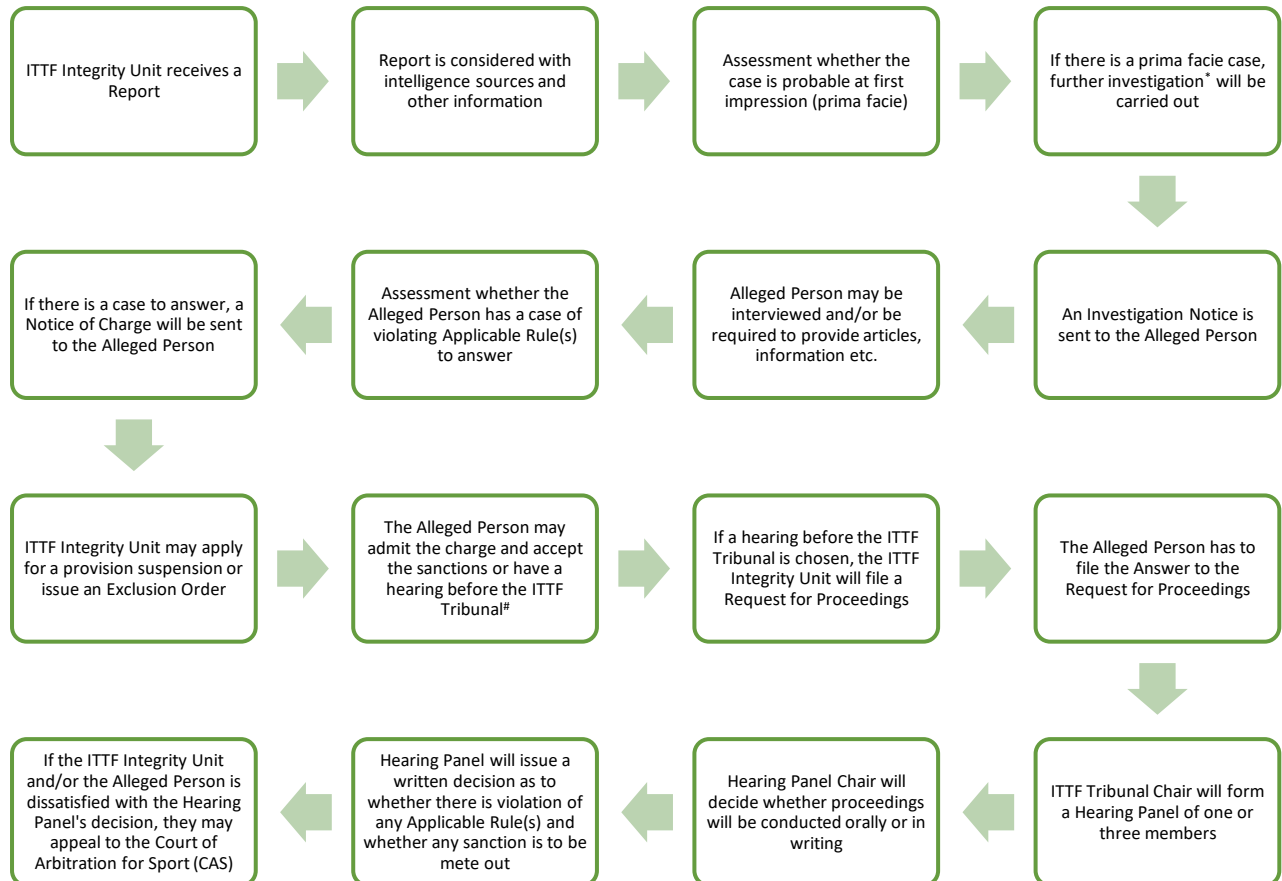 ITTF Integrity Unit receives a
Report
Report is considered with
intelligence sources and
other information
Assessment whether the
case is probable at first
impression (prima facie)
If there is a prima facie case,
further investigation* will be
carried out
An Investigation Notice is
sent to the Alleged Person
Alleged Person may be
interviewed and/or be
required to provide articles,
information etc.
Assessment whether the
Alleged Person has a case of
violating Applicable Rule(s)
to answer
If there is a case to answer, a
Notice of Charge will be sent
to the Alleged Person
ITTF Integrity Unit may apply
for a provision suspension or
issue an Exclusion Order
The Alleged Person may
admit the charge and accept
the sanctions or have a
hearing before the ITTF
Tribunal#
If a hearing before the ITTF
Tribunal is chosen, the ITTF
Integrity Unit will file a
Request for Proceedings
The Alleged Person has to
file the Answer to the
Request for Proceedings
ITTF Tribunal Chair will form
a Hearing Panel of one or
three members
Hearing Panel Chair will
decide whether proceedings
will be conducted orally or in
writing
Hearing Panel will issue a
written decision as to
whether there is violation of
any Applicable Rule(s) and
whether any sanction is to be
mete out
If the ITTF Integrity Unit
and/or the Alleged Person is
dissatisfied with the Hearing
Panel's decision, they may
appeal to the Court of
Arbitration for Sport (CAS)